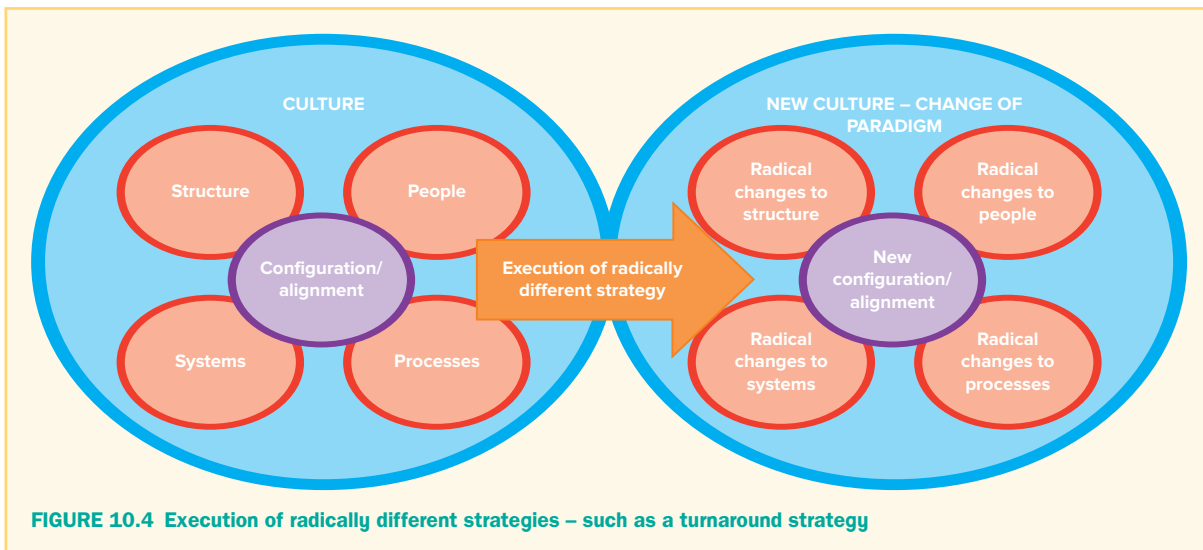 CULTURE
Structure
People
Configuration/
alignment
Systems
Processes
Execution of radically
different strategy
NEW CULTURE – CHANGE OF
PARADIGM
Radical
changes to
structure
Radical
changes to
people
New
configuration/
alignment
Radical
changes to
systems
Radical
changes to
processes
FIGURE 10.4 Execution of radically different strategies – such as a turnaround strategy